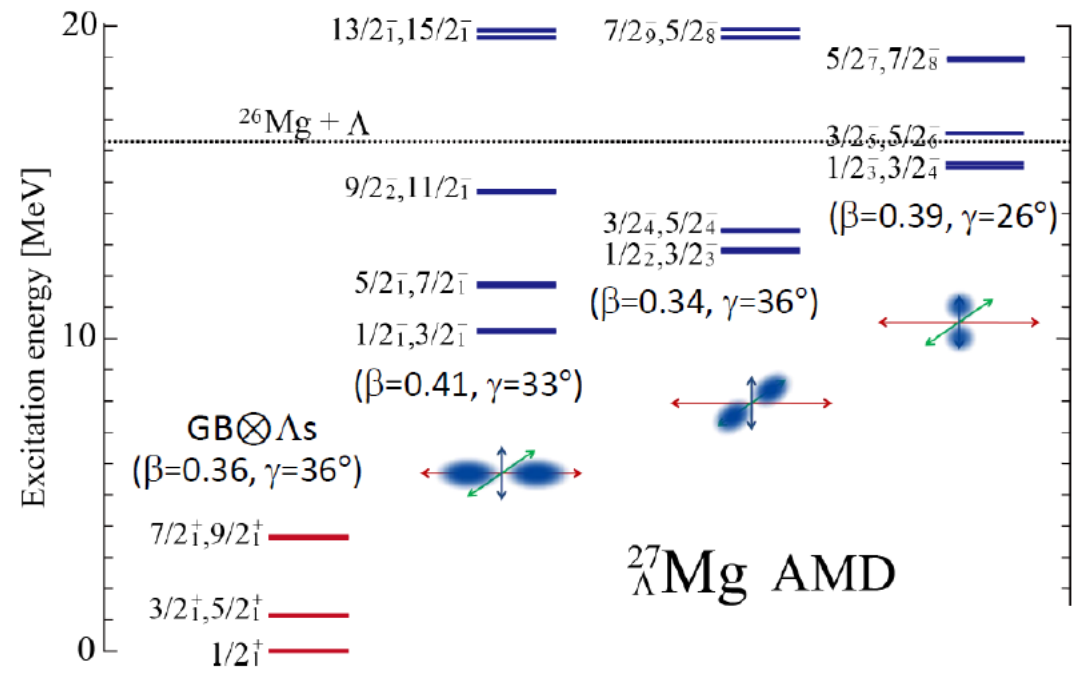 20
10
0
Excitation energy [MeV]
²⁶Mg + Λ
13/2₁⁻,15/2₁⁻
9/2₂⁻,11/2₁⁻
5/2₁⁻,7/2₁⁻
1/2₁⁻,3/2₁⁻
(β=0.41, γ=33°)
7/2₉⁻,5/2₈⁻
3/2₄⁻,5/2₄⁻
1/2₂⁻,3/2₃⁻
(β=0.34, γ=36°)
5/2₇⁻,7/2₈⁻
3/2₅⁻,5/2₆⁻
1/2₃⁻,3/2₄⁻
(β=0.39, γ=26°)
GB⊗Λs
(β=0.36, γ=36°)
7/2₁⁺,9/2₁⁺
3/2₁⁺,5/2₁⁺
1/2₁⁺
²⁷ΛMg AMD